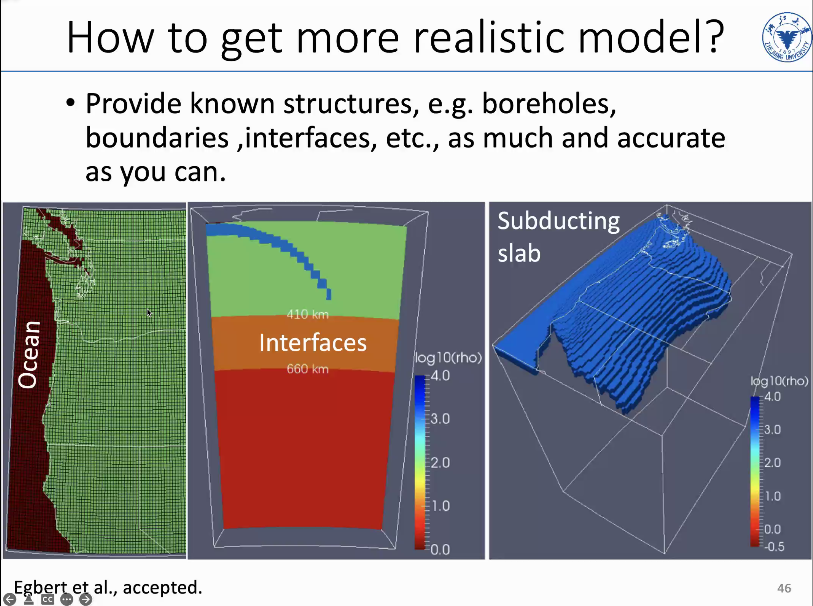 How to get more realistic model?
• Provide known structures, e.g. boreholes,
boundaries ,interfaces, etc., as much and accurate
as you can.
Ocean
410 km
Interfaces
660 km
log10(rho)
4.0
3.0
2.0
1.0
0.0
Subducting
slab
log10(rho)
4.0
3.0
2.0
1.0
0.0
-0.5
Egbert et al., accepted.
46
CC